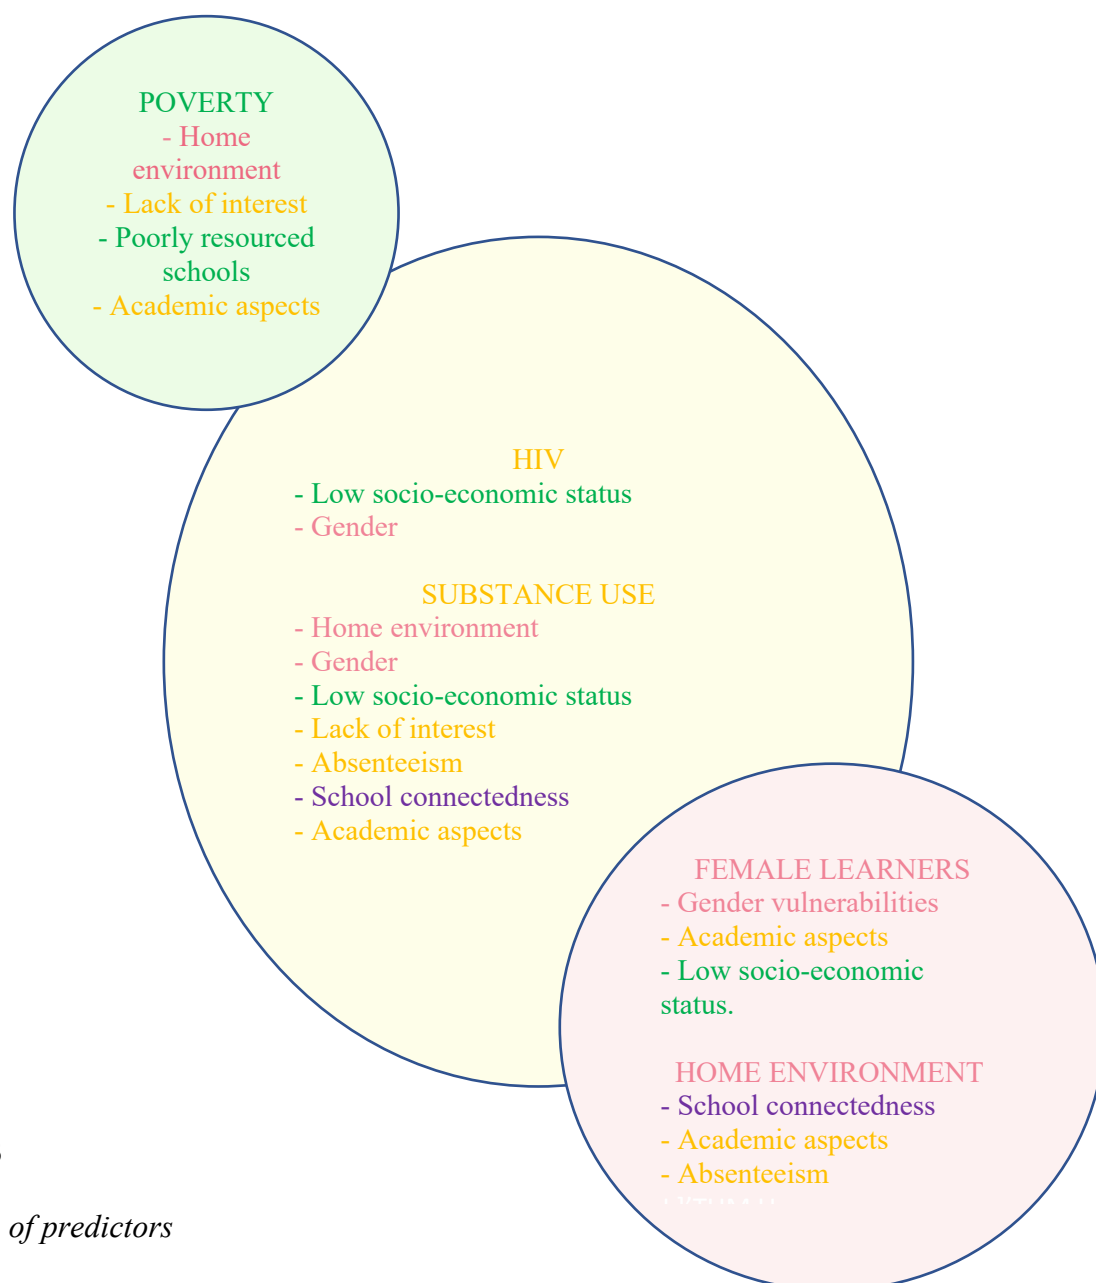 POVERTY
- Home
environment
- Lack of interest
- Poorly resourced
schools
- Academic aspects
HIV
- Low socio-economic status
- Gender
SUBSTANCE USE
- Home environment
- Gender
- Low socio-economic status
- Lack of interest
- Absenteeism
- School connectedness
- Academic aspects
FEMALE LEARNERS
- Gender vulnerabilities
- Academic aspects
- Low socio-economic
status.
HOME ENVIRONMENT
- School connectedness
- Academic aspects
- Absenteeism
of predictors